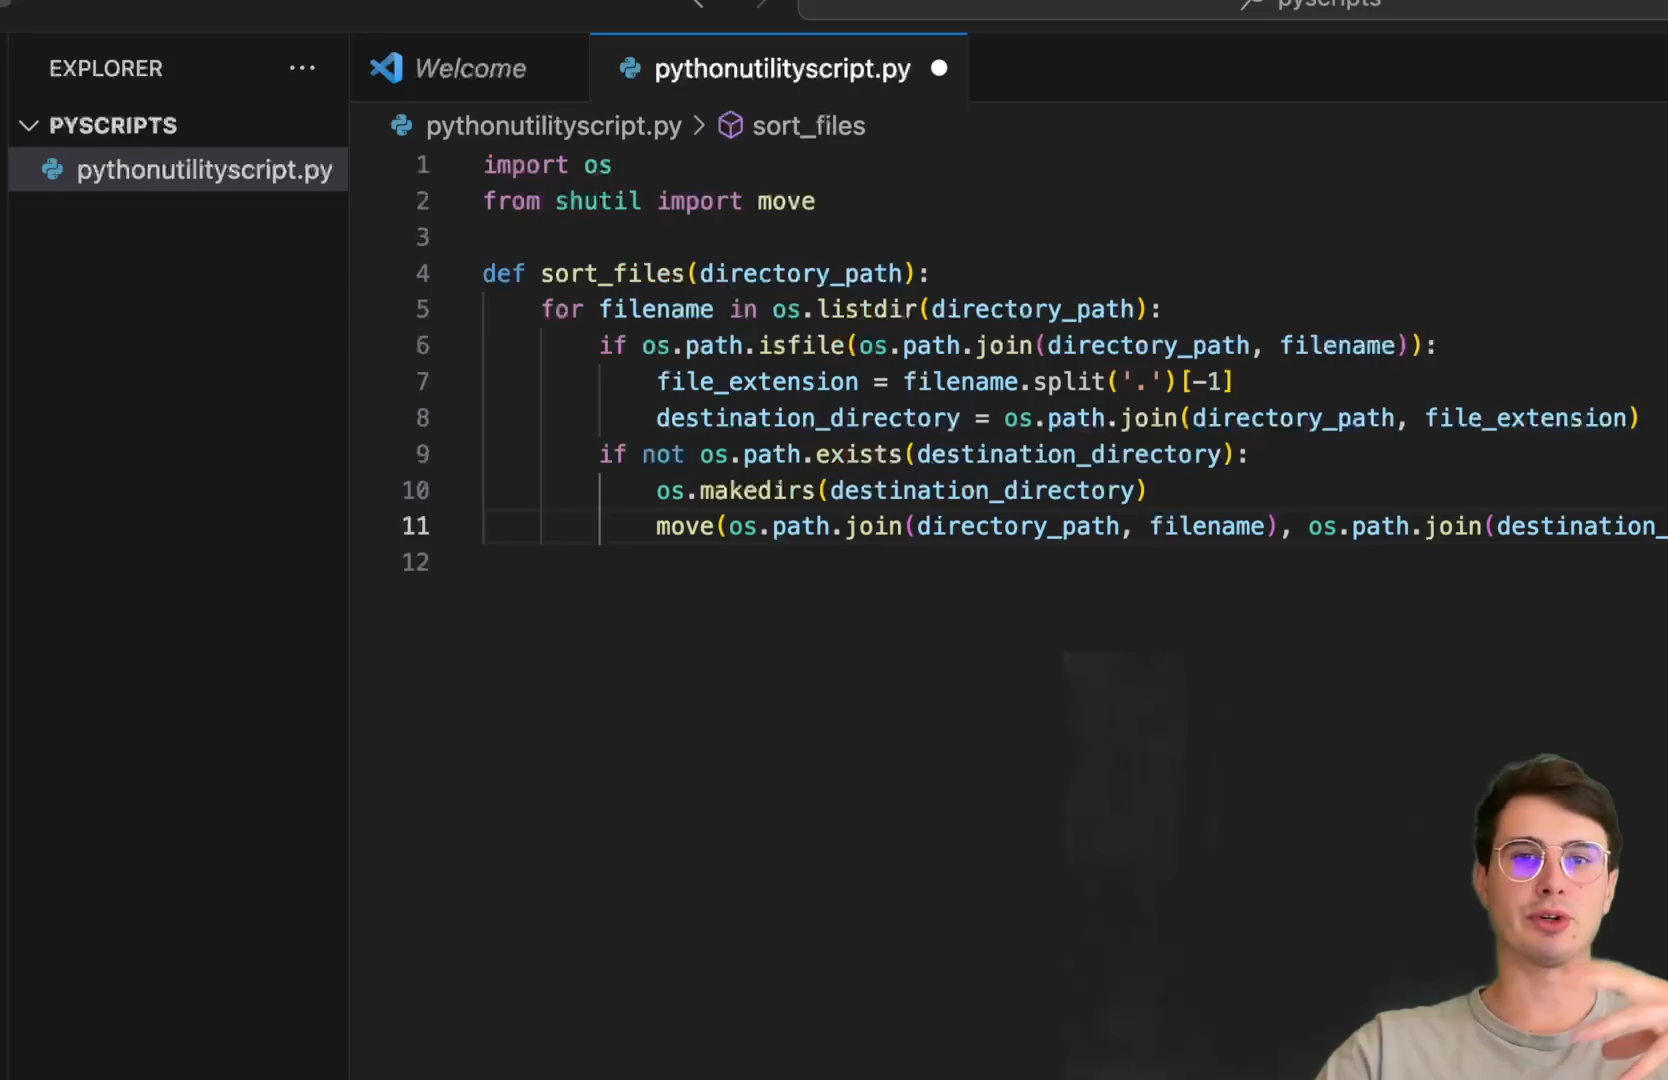 pyscripts
EXPLORER ...
Welcome
pythonutilityscript.py
PYSCRIPTS
pythonutilityscript.py
pythonutilityscript.py > sort_files
1 import os
2 from shutil import move
3
4 def sort_files(directory_path):
5 for filename in os.listdir(directory_path):
6 if os.path.isfile(os.path.join(directory_path, filename)):
7 file_extension = filename.split('.')[-1]
8 destination_directory = os.path.join(directory_path, file_extension)
9 if not os.path.exists(destination_directory):
10 os.makedirs(destination_directory)
11 move(os.path.join(directory_path, filename), os.path.join(destination_
12